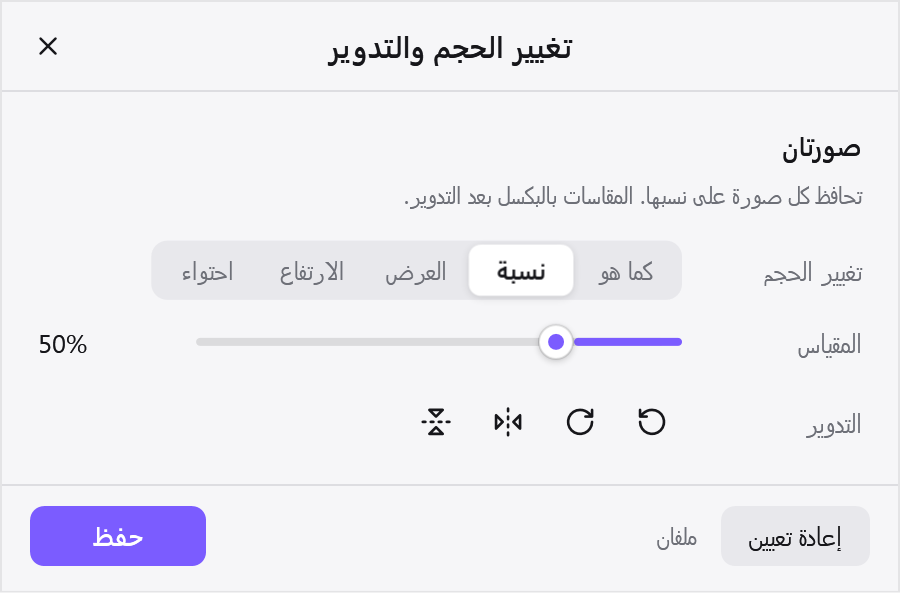 تغيير الحجم والتدوير
صورتان
تحافظ كل صورة على نسبها. المقاسات بالبكسل بعد التدوير.
تغيير الحجم
كما هو
نسبة
العرض
الارتفاع
احتواء
المقياس
50%
التدوير
إعادة تعيين
ملفان
حفظ